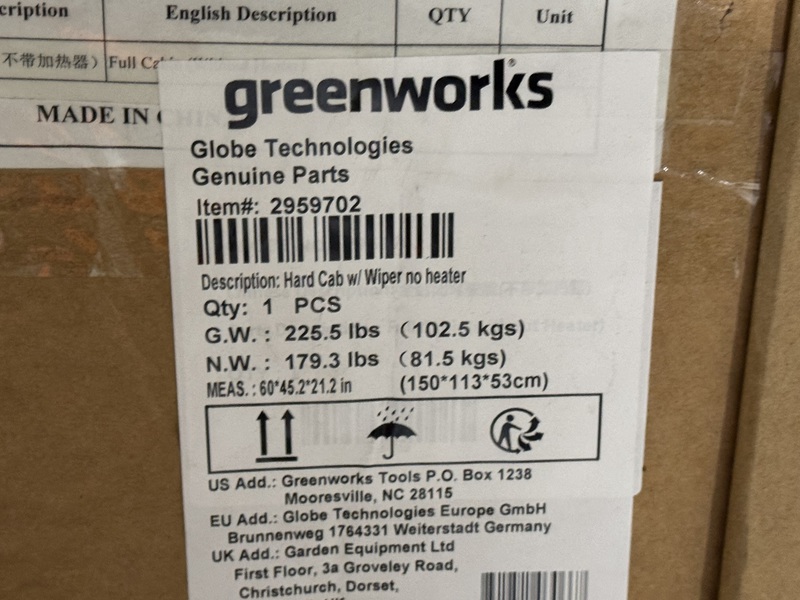 cription English Description QTY Unit
不带加热器） Full
MADE IN CHIN
greenworks
Globe Technologies
Genuine Parts
Item#: 2959702
Description: Hard Cab w/ Wiper no heater
Qty: 1 PCS
G.W. : 225.5 lbs （102.5 kgs)
N.W. : 179.3 lbs （81.5 kgs)
MEAS. : 60*45.2*21.2 in (150*113*53cm)
US Add.: Greenworks Tools P.O. Box 1238
Mooresville, NC 28115
EU Add.: Globe Technologies Europe GmbH
Brunnenweg 1764331 Weiterstadt Germany
UK Add.: Garden Equipment Ltd
First Floor, 3a Groveley Road,
Christchurch, Dorset,